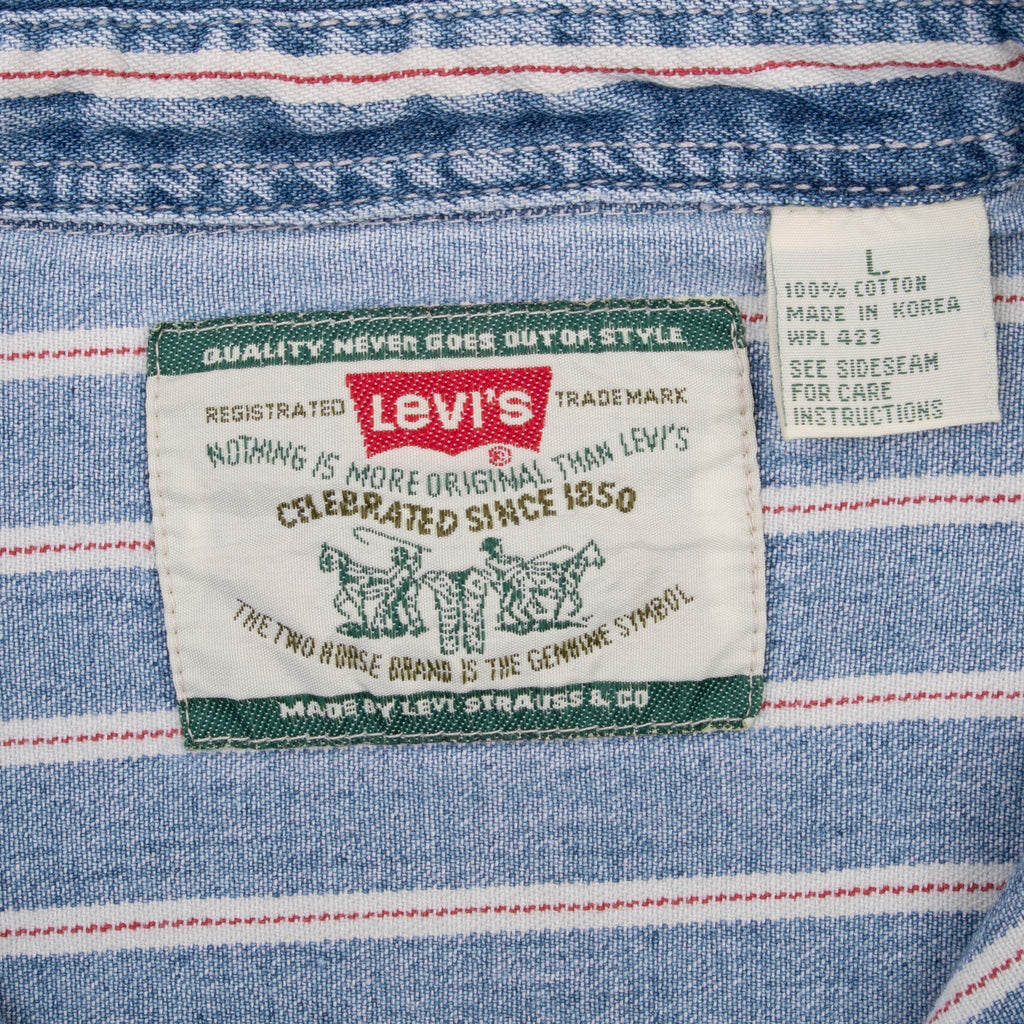 L
100% COTTON
MADE IN KOREA
WPL 423
SEE SIDESEAM
FOR CARE
INSTRUCTIONS
QUALITY NEVER GOES OUT OF STYLE
REGISTRATED LEVI'S TRADEMARK
®
NOTHING IS MORE ORIGINAL THAN LEVI'S
CELEBRATED SINCE 1850
THE TWO HORSE BRAND IS THE GENUINE SYMBOL
MADE BY LEVI STRAUSS & CO